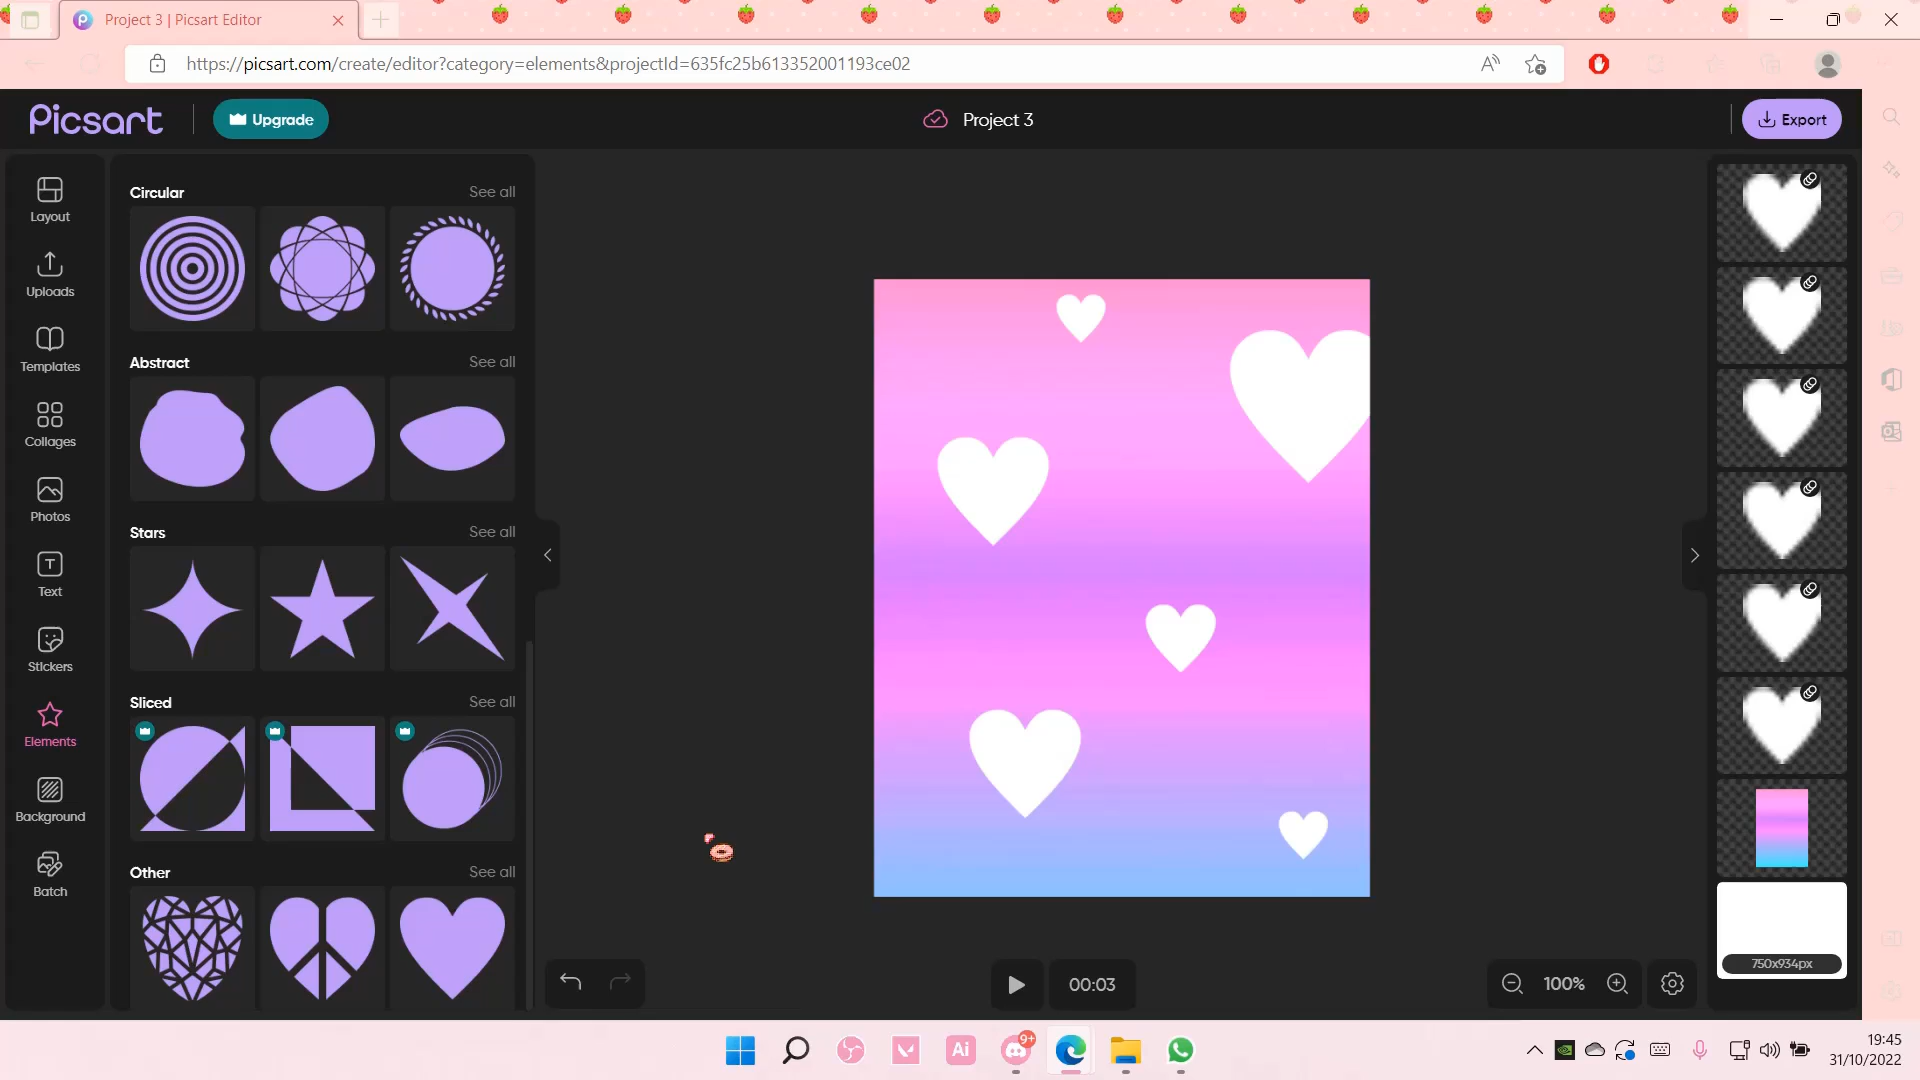 Project 3 | Picsart Editor
https://picsart.com/create/editor?category=elements&projectId=635fc25b613352001193ce02
Picsart
Upgrade
Project 3
Export
Layout
Uploads
Templates
Collages
Photos
Text
Stickers
Elements
Background
Batch
Circular
See all
Abstract
See all
Stars
See all
Sliced
See all
Other
See all
750x934px
00:03
100%
Ai
9+
19:45
31/10/2022